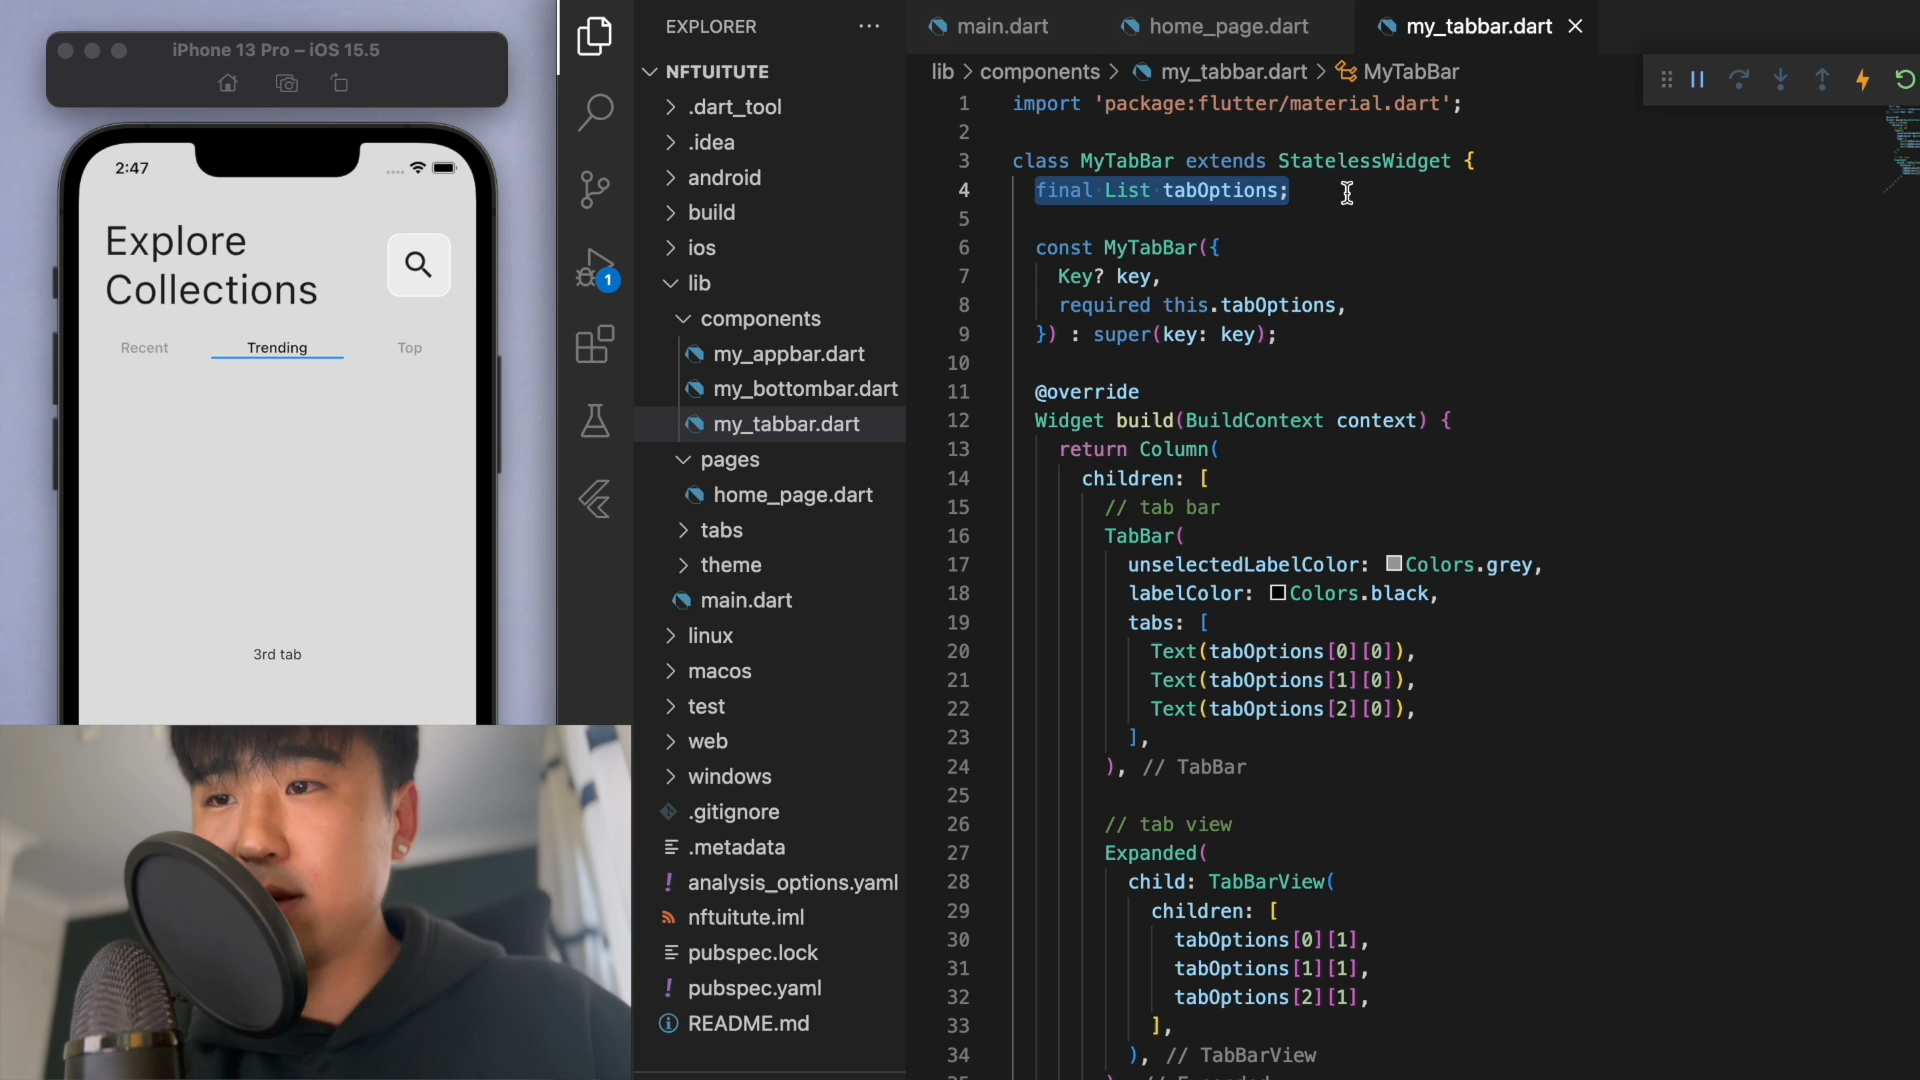 iPhone 13 Pro – iOS 15.5
2:47
Explore
Collections
Recent
Trending
Top
3rd tab
EXPLORER
NFTUITUTE
.dart_tool
.idea
android
build
ios
lib
components
my_appbar.dart
my_bottombar.dart
my_tabbar.dart
pages
home_page.dart
tabs
theme
main.dart
linux
macos
test
web
windows
.gitignore
.metadata
analysis_options.yaml
nftuitute.iml
pubspec.lock
pubspec.yaml
README.md
1
main.dart
home_page.dart
my_tabbar.dart
lib > components > my_tabbar.dart > MyTabBar
1 import 'package:flutter/material.dart';
2
3 class MyTabBar extends StatelessWidget {
4 final List tabOptions;
5
6 const MyTabBar({
7 Key? key,
8 required this.tabOptions,
9 }) : super(key: key);
10
11 @override
12 Widget build(BuildContext context) {
13 return Column(
14 children: [
15 // tab bar
16 TabBar(
17 unselectedLabelColor: Colors.grey,
18 labelColor: Colors.black,
19 tabs: [
20 Text(tabOptions[0][0]),
21 Text(tabOptions[1][0]),
22 Text(tabOptions[2][0]),
23 ],
24 ), // TabBar
25
26 // tab view
27 Expanded(
28 child: TabBarView(
29 children: [
30 tabOptions[0][1],
31 tabOptions[1][1],
32 tabOptions[2][1],
33 ],
34 ), // TabBarView